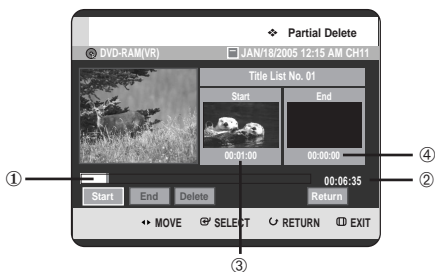 ❖ Partial Delete
DVD-RAM(VR) JAN/18/2005 12:15 AM CH11
Title List No. 01
Start End
00:01:00 00:00:00
④
①
00:06:35
②
Start End Delete Return
MOVE SELECT RETURN EXIT
③